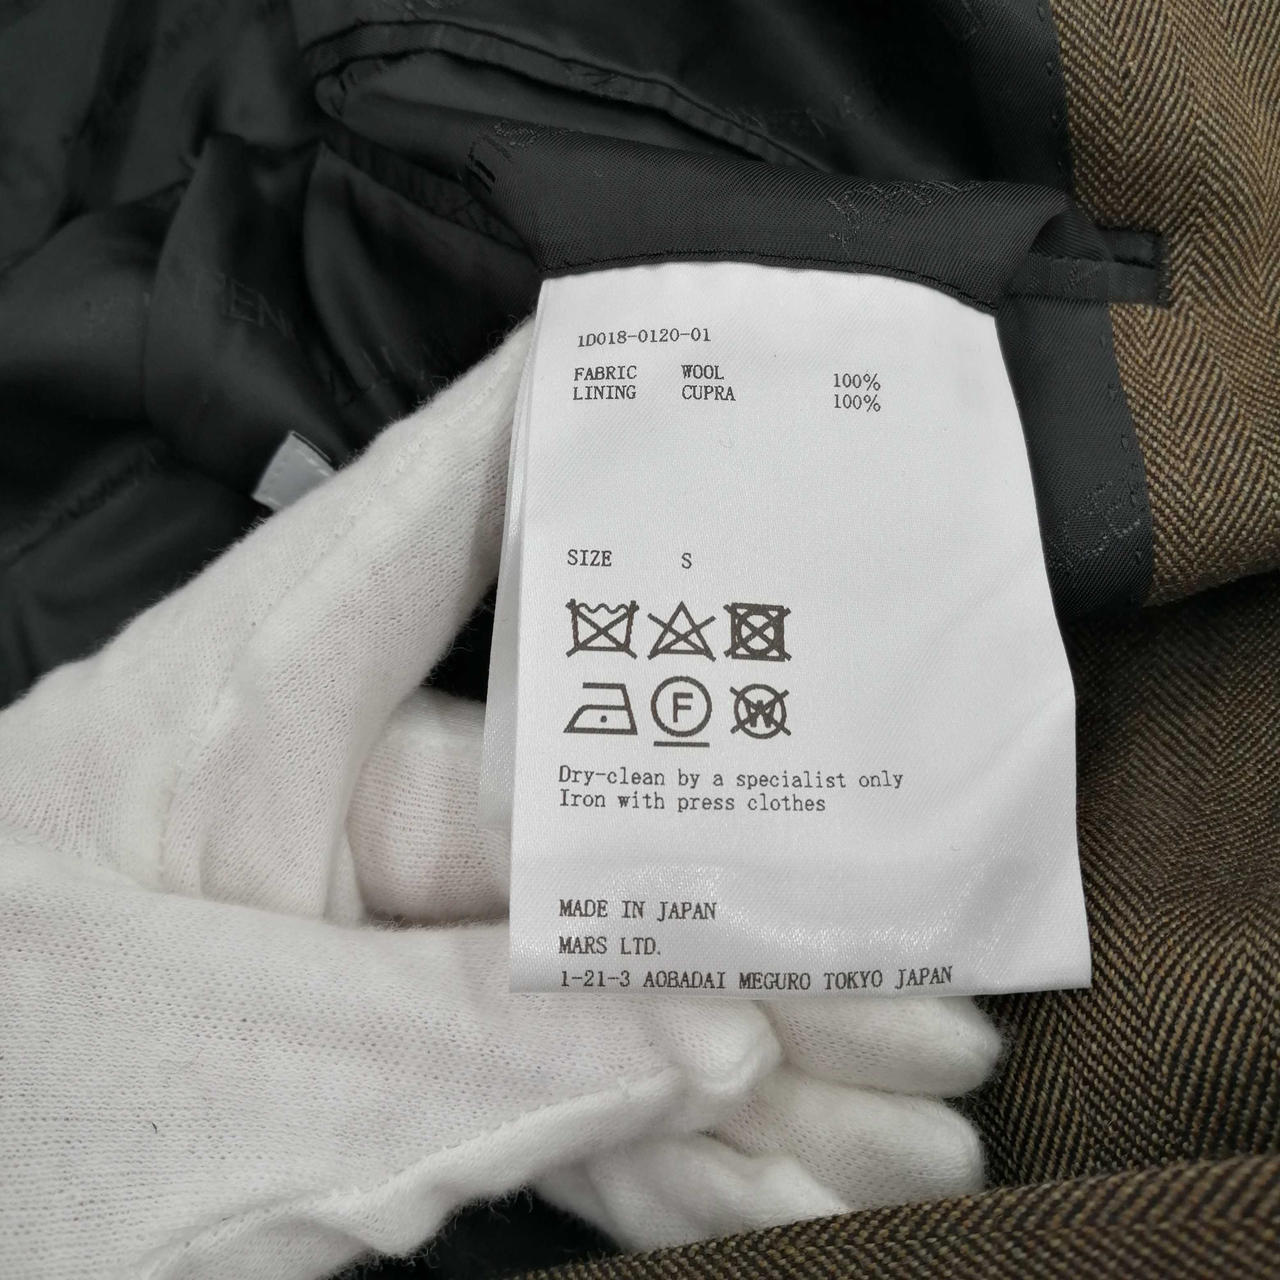 1D018-0120-01
FABRIC WOOL 100%
LINING CUPRA 100%
SIZE S
F
W
Dry-clean by a specialist only
Iron with press clothes
MADE IN JAPAN
MARS LTD.
1-21-3 AOBADAI MEGURO TOKYO JAPAN